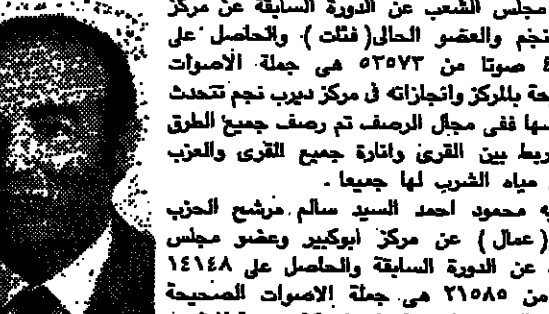 مجلس الشعب عن الدورة السابقة عن مركز
نجم والعضو الحالى ( فئات ) والحاصل على
صوتا من ٥٣٥٧٣ هى جملة الاصوات
حة بالمركز وانجازاته فى مركز ديرب نجم تتحدث
سها ففى مجال الرصف تم رصف جميع الطرق
ربط بين القرى وانارة جميع القرى والعزب
مياه الشرب لها جميعا .
محمود احمد السيد سالم مرشح الحزب
( عمال ) عن مركز ابوكبير وعضو مجلس
عن الدورة السابقة والحاصل على ١٤١٤٨
من ٢١٥٨٥ هى جملة الاصوات الصحيحة